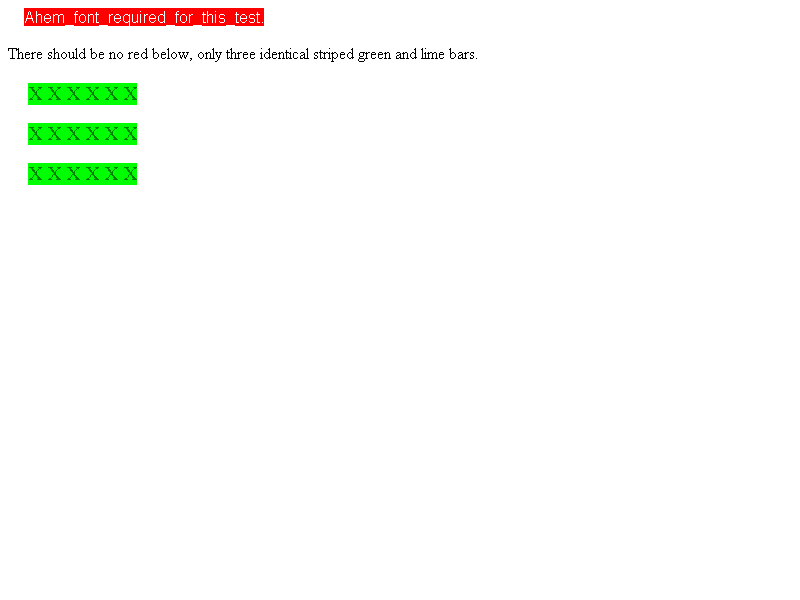 Ahem_font_required_for_this_test.
There should be no red below, only three identical striped green and lime bars.
X X X X X X
X X X X X X
X X X X X X